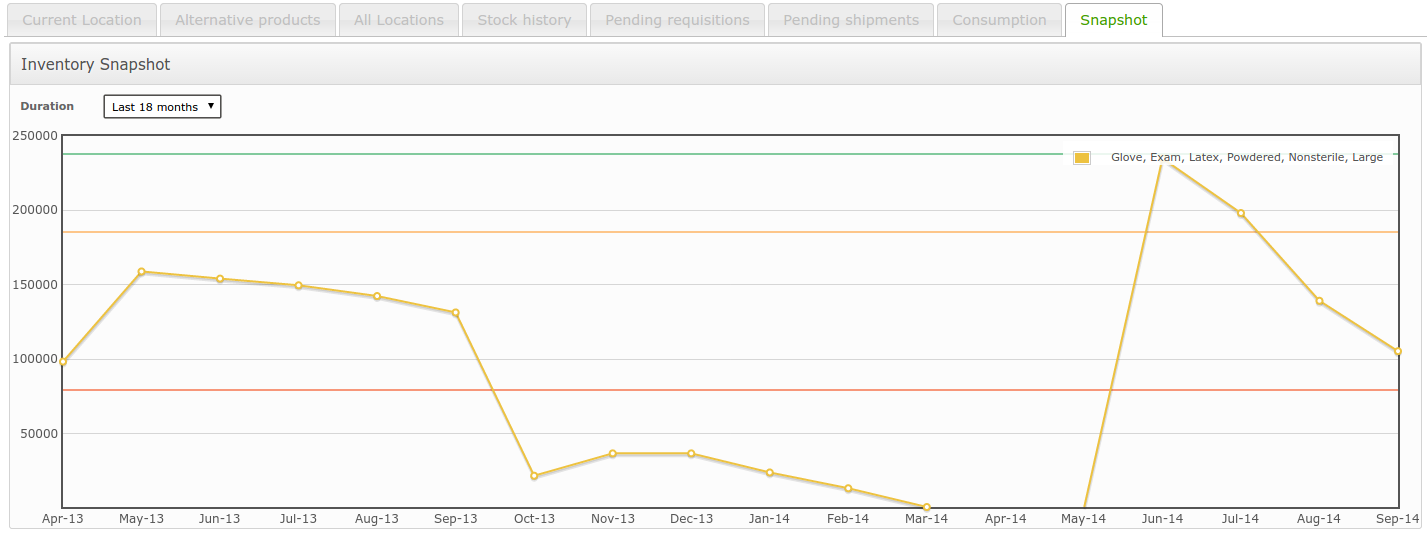 Current Location Alternative products All Locations Stock history Pending requisitions Pending shipments Consumption Snapshot
Inventory Snapshot
Duration Last 18 months
250000
Glove, Exam, Latex, Powdered, Nonsterile, Large
200000
150000
100000
50000
Apr-13 May-13 Jun-13 Jul-13 Aug-13 Sep-13 Oct-13 Nov-13 Dec-13 Jan-14 Feb-14 Mar-14 Apr-14 May-14 Jun-14 Jul-14 Aug-14 Sep-14